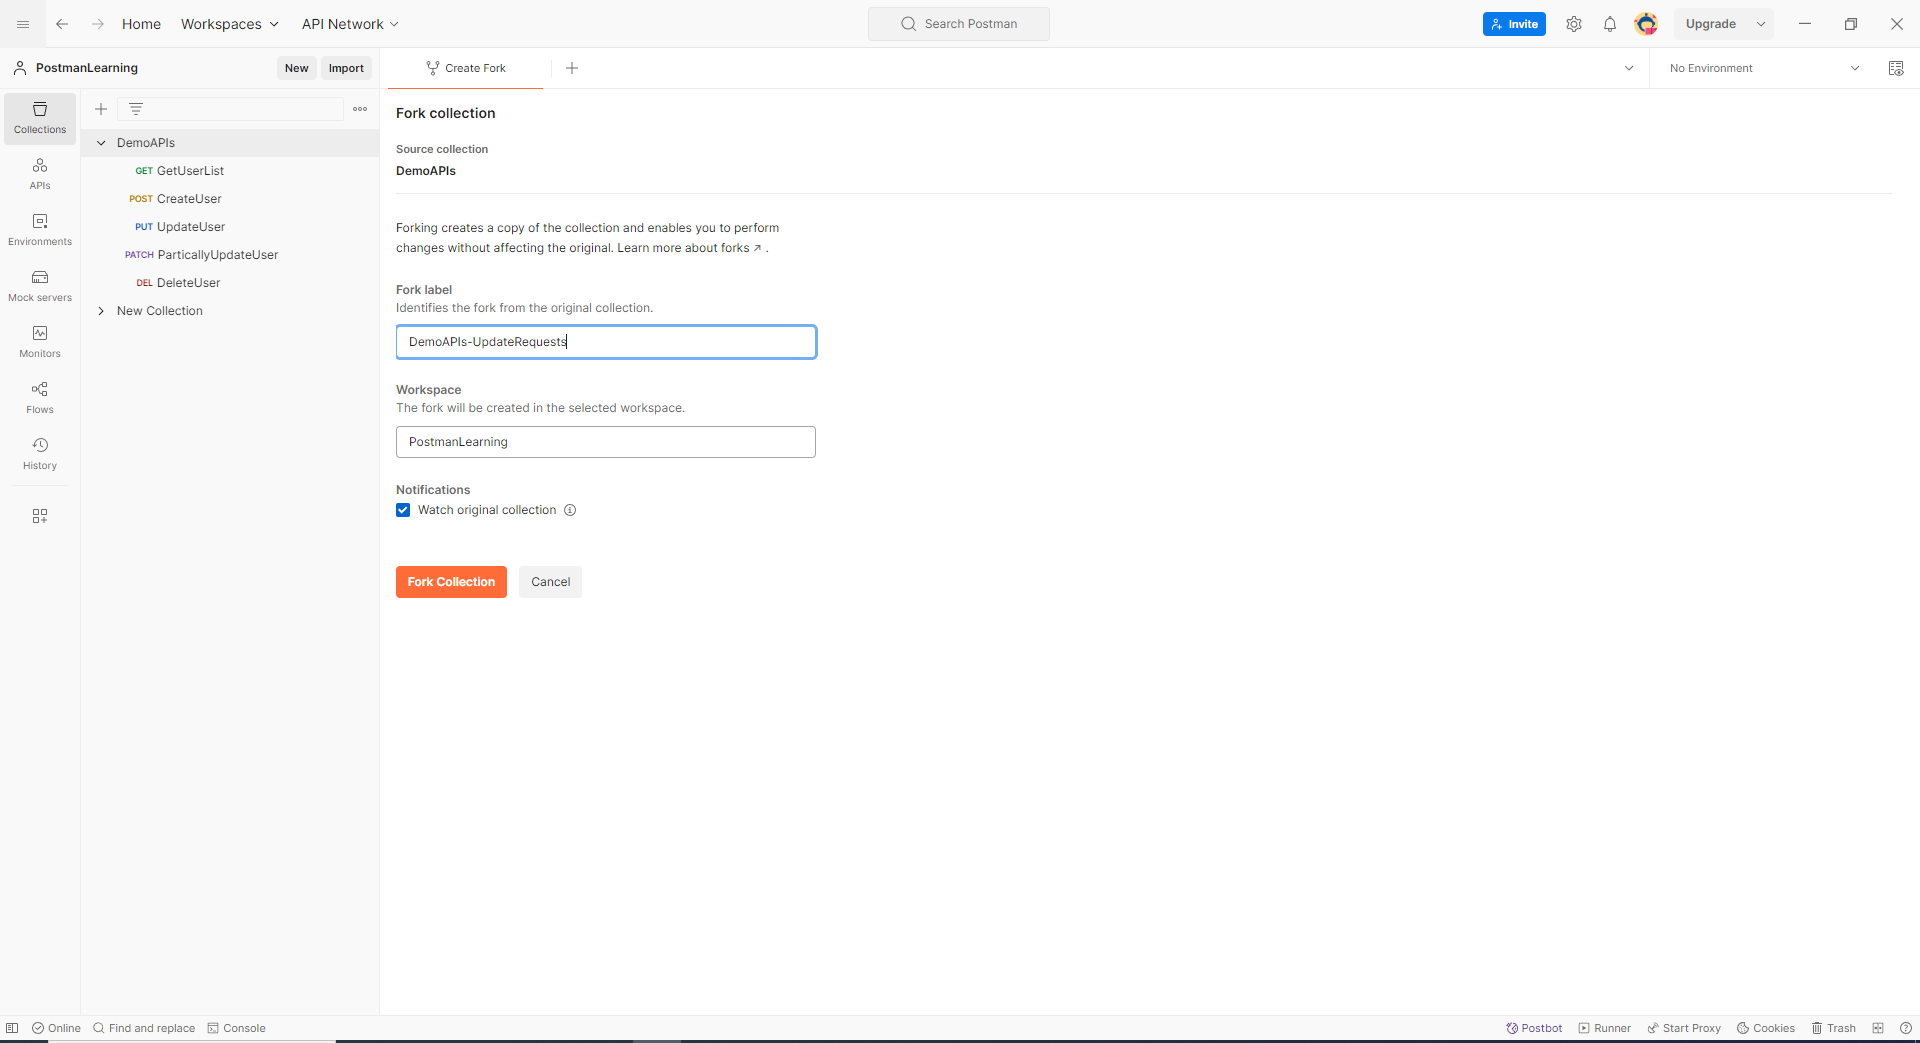 Home
Workspaces
API Network
Search Postman
Invite
Upgrade
PostmanLearning
New
Import
Create Fork
No Environment
Collections
APIs
Environments
Mock servers
Monitors
Flows
History
DemoAPIs
GET GetUserList
POST CreateUser
PUT UpdateUser
PATCH ParticallyUpdateUser
DEL DeleteUser
New Collection
Fork collection
Source collection
DemoAPIs
Forking creates a copy of the collection and enables you to perform
changes without affecting the original. Learn more about forks ↗ .
Fork label
Identifies the fork from the original collection.
DemoAPIs-UpdateRequests
Workspace
The fork will be created in the selected workspace.
PostmanLearning
Notifications
Watch original collection
Fork Collection
Cancel
Online
Find and replace
Console
Postbot
Runner
Start Proxy
Cookies
Trash